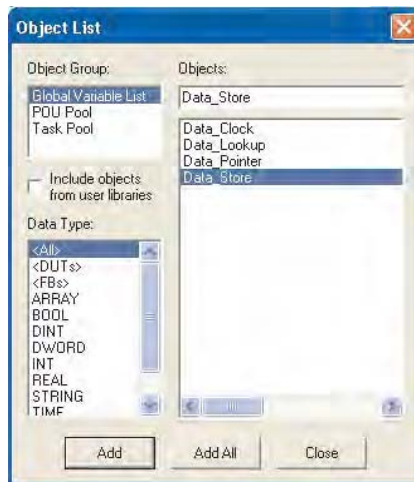 Object List
Object Group:
Global Variable List
POU Pool
Task Pool
Include objects
from user libraries
Data Type:
<All>
<DUTs>
<FBs>
ARRAY
BOOL
DINT
DWORD
INT
REAL
STRING
TIME
Objects:
Data_Store
Data_Clock
Data_Lookup
Data_Pointer
Data_Store
Add
Add All
Close